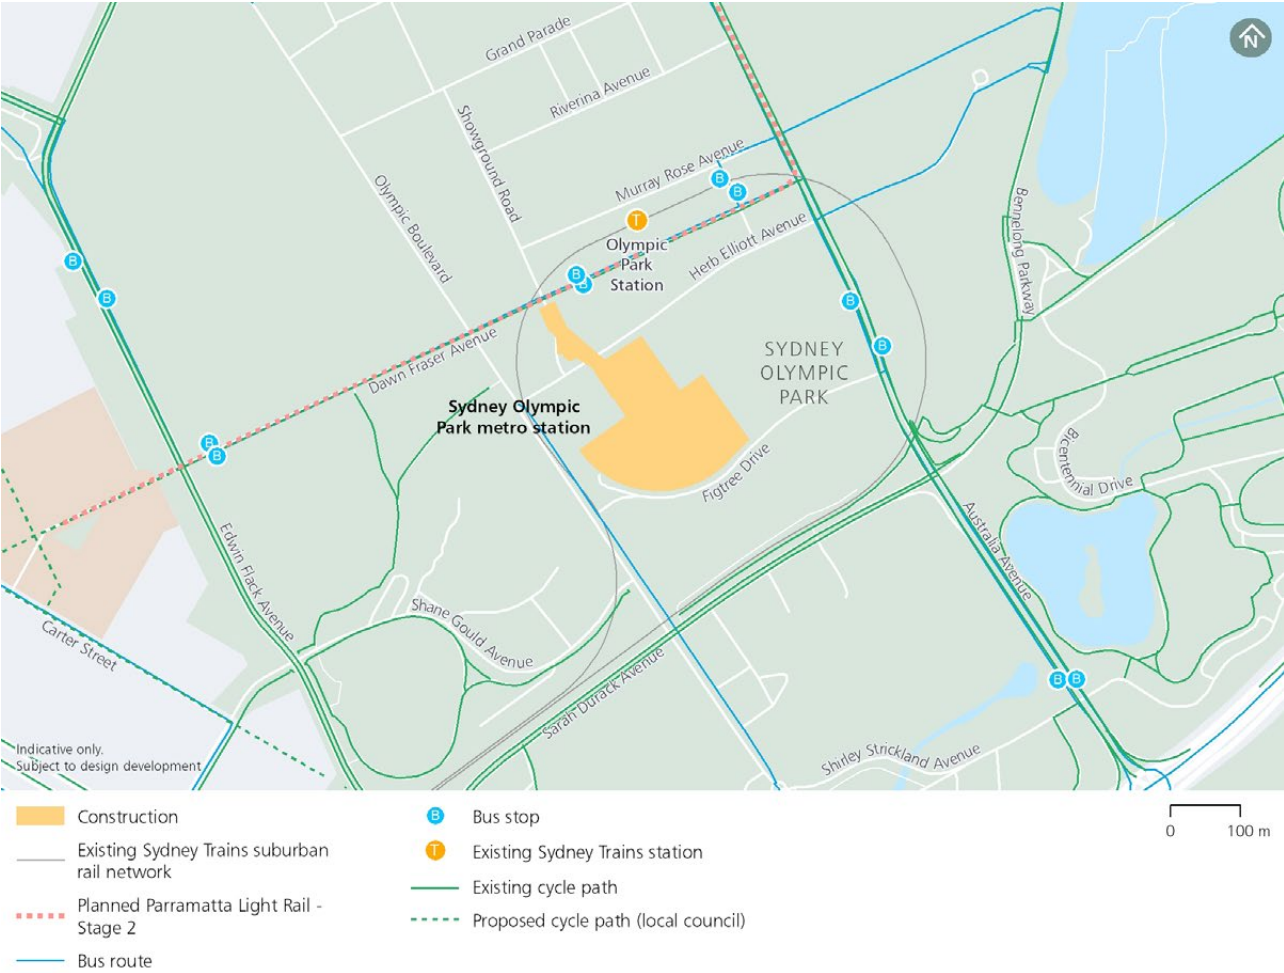 N
Grand Parade
Riverina Avenue
Showground Road
Murray Rose Avenue
Olympic Boulevard
B
B
T
Olympic
Park
Station
Herb Elliott Avenue
Bennelong Parkway
B
B
B
B
B
B
Dawn Fraser Avenue
SYDNEY
OLYMPIC
PARK
Sydney Olympic
Park metro station
B
B
Figtree Drive
Bicentennial Drive
Edwin Flack Avenue
Australia Avenue
Shane Gould Avenue
Carter Street
Sarah Durack Avenue
B
B
Shirley Strickland Avenue
Indicative only.
Subject to design development
Construction
Existing Sydney Trains suburban
rail network
Planned Parramatta Light Rail -
Stage 2
Bus route
B
Bus stop
T
Existing Sydney Trains station
Existing cycle path
Proposed cycle path (local council)
0
100 m